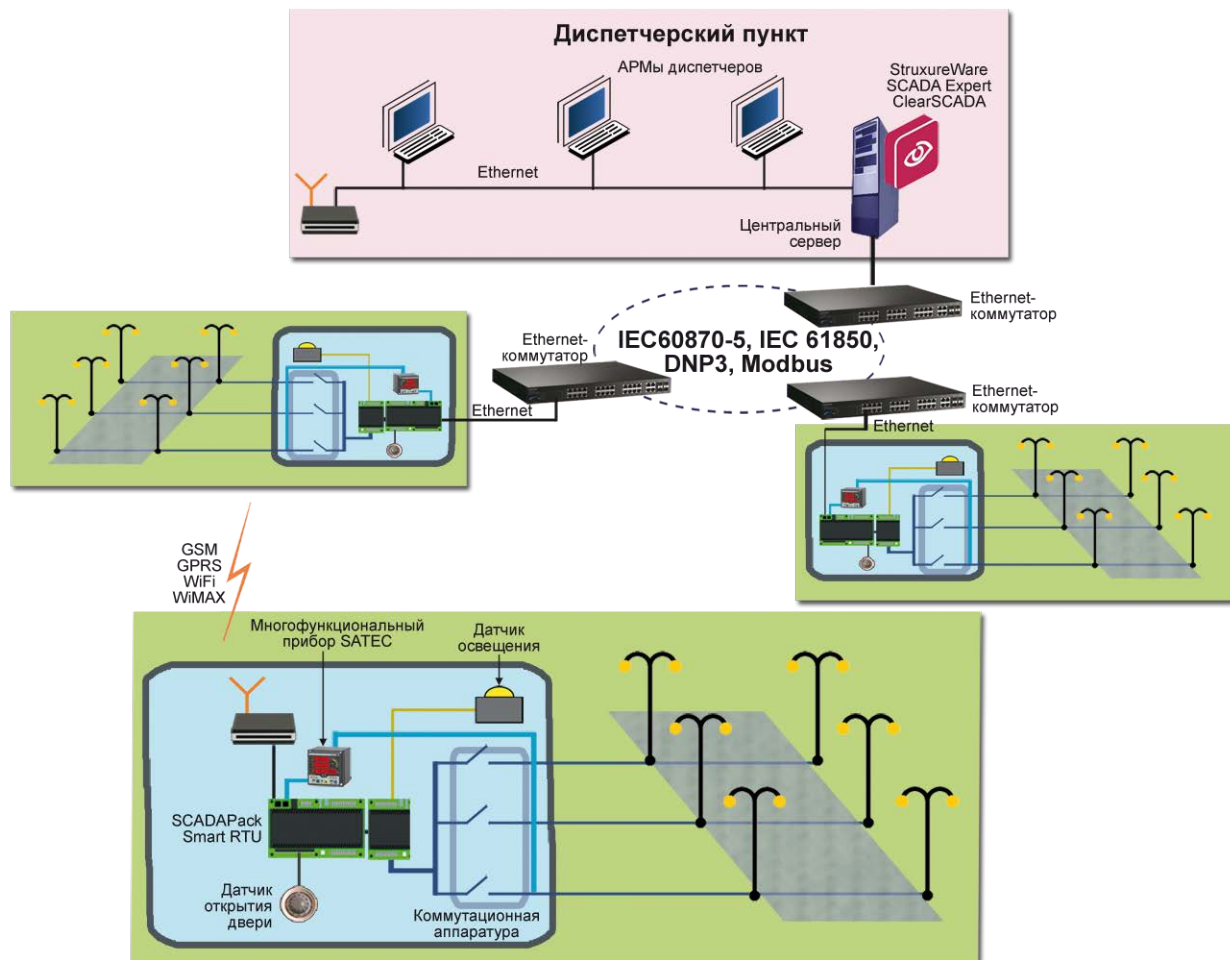 Диспетчерский пункт
АРМы диспетчеров
StruxureWare
SCADA Expert
ClearSCADA
Ethernet
Центральный
сервер
Ethernet-
коммутатор
IEC60870-5, IEC 61850,
DNP3, Modbus
Ethernet-
коммутатор
Ethernet
Ethernet-
коммутатор
Ethernet
GSM
GPRS
WiFi
WiMAX
Многофункциональный
прибор SATEC
Датчик
освещения
SCADAPack
Smart RTU
Датчик
открытия
двери
Коммутационная
аппаратура